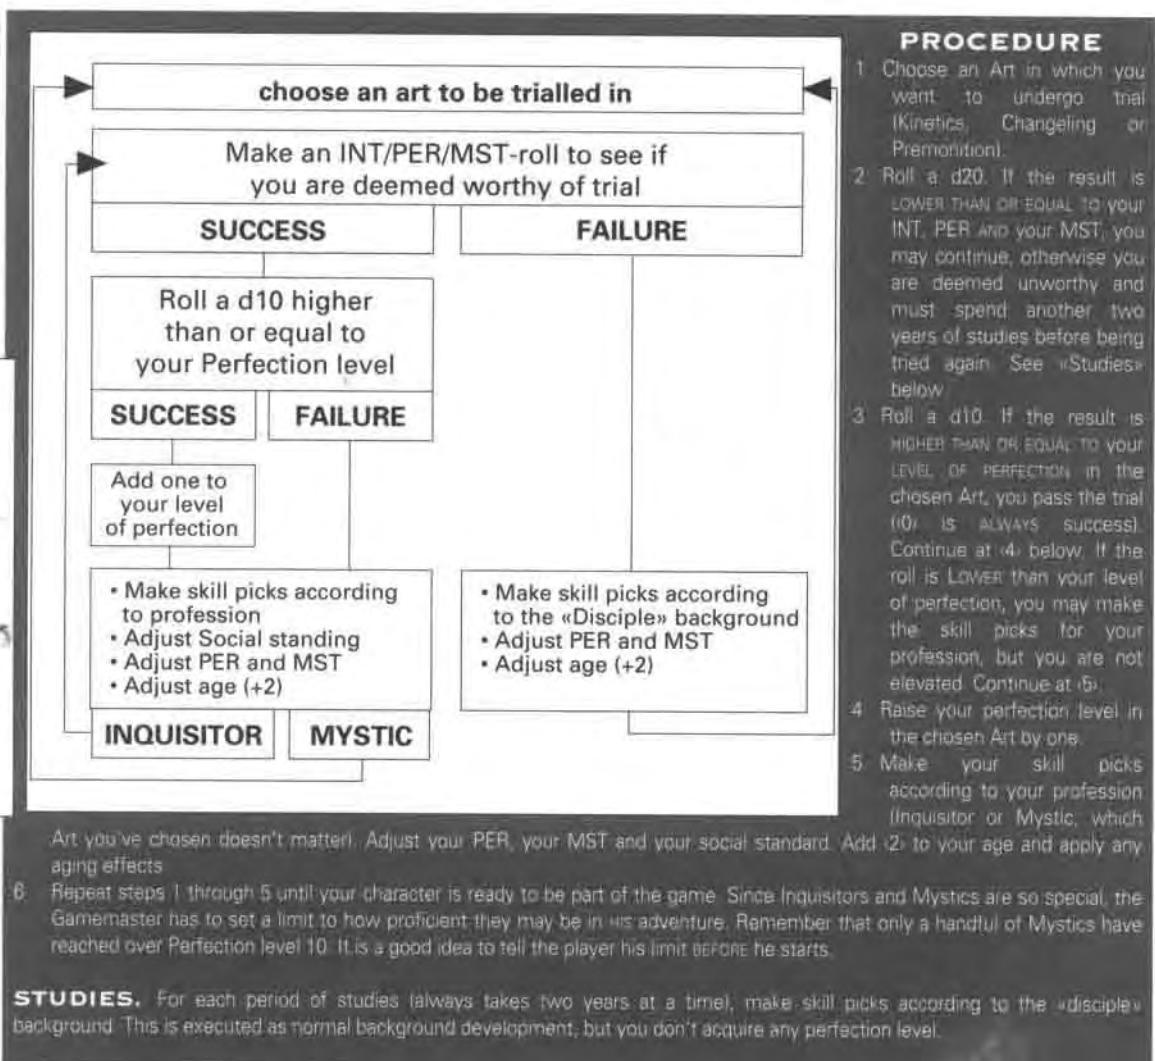 choose an art to be trialled in
Make an INT/PER/MST-roll to see if
you are deemed worthy of trial
SUCCESS
FAILURE
Roll a d10 higher
than or equal to
your Perfection level
SUCCESS
FAILURE
Add one to
your level
of perfection
• Make skill picks according
to profession
• Adjust Social standing
• Adjust PER and MST
• Adjust age (+2)
• Make skill picks according
to the «Disciple» background
• Adjust PER and MST
• Adjust age (+2)
INQUISITOR
MYSTIC
PROCEDURE
1 Choose an Art in which you
want to undergo trial
(Kinetics, Changeling or
Premonition).
2 Roll a d20. If the result is
LOWER THAN OR EQUAL TO your
INT, PER AND your MST, you
may continue, otherwise you
are deemed unworthy and
must spend another two
years of studies before being
tried again. See «Studies»
below
3 Roll a d10. If the result is
HIGHER THAN OR EQUAL TO your
LEVEL OF PERFECTION in the
chosen Art, you pass the trial
(‹0› IS ALWAYS success).
Continue at ‹4› below. If the
roll is LOWER than your level
of perfection, you may make
the skill picks for your
profession, but you are not
elevated. Continue at ‹5›
4 Raise your perfection level in
the chosen Art by one.
5 Make your skill picks
according to your profession
(Inquisitor or Mystic, which
Art you've chosen doesn't matter). Adjust your PER, your MST and your social standard. Add ‹2› to your age and apply any
aging effects
6 Repeat steps 1 through 5 until your character is ready to be part of the game. Since Inquisitors and Mystics are so special, the
Gamemaster has to set a limit to how proficient they may be in HIS adventure. Remember that only a handful of Mystics have
reached over Perfection level 10. It is a good idea to tell the player his limit BEFORE he starts.
STUDIES. For each period of studies (always takes two years at a time), make skill picks according to the «disciple»
background. This is executed as normal background development, but you don't acquire any perfection level.